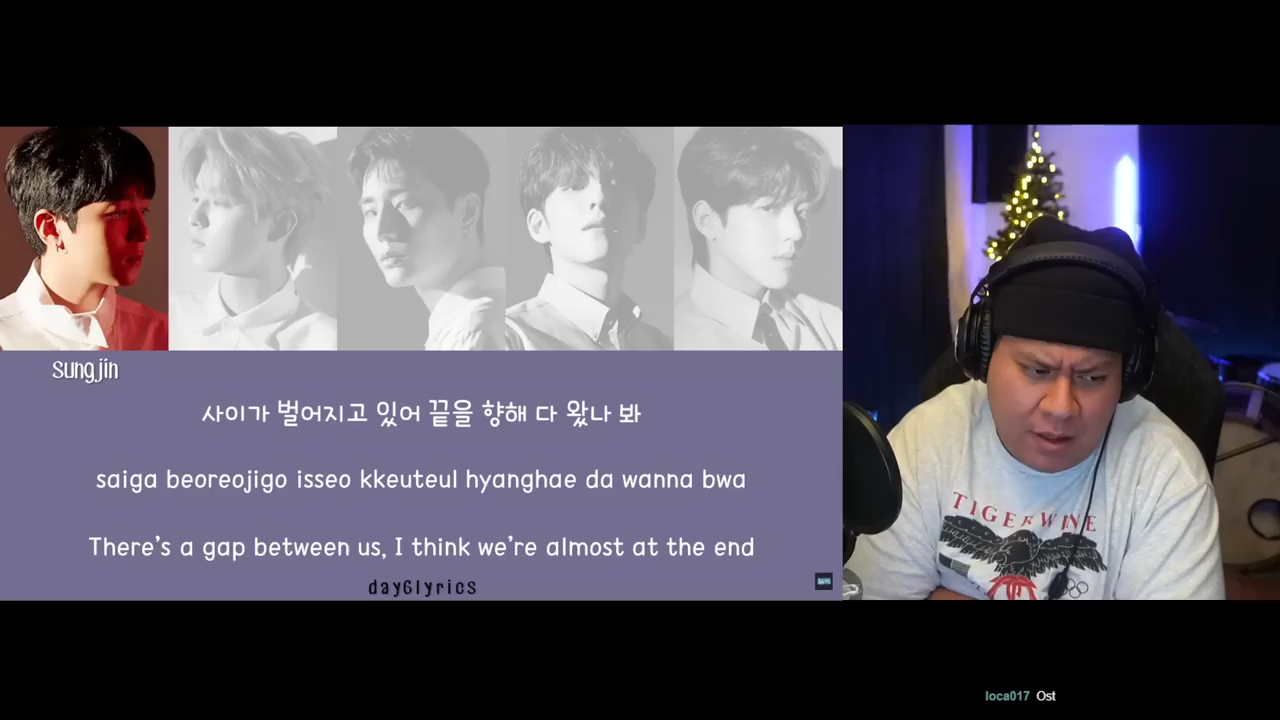 sungjin
사이가 벌어지고 있어 끝을 향해 다 왔나 봐
saiga beoreojigo isseo kkeuteul hyanghae da wanna bwa
There's a gap between us, I think we're almost at the end
day6lyrics
TIGERWINE
loca017 Ost